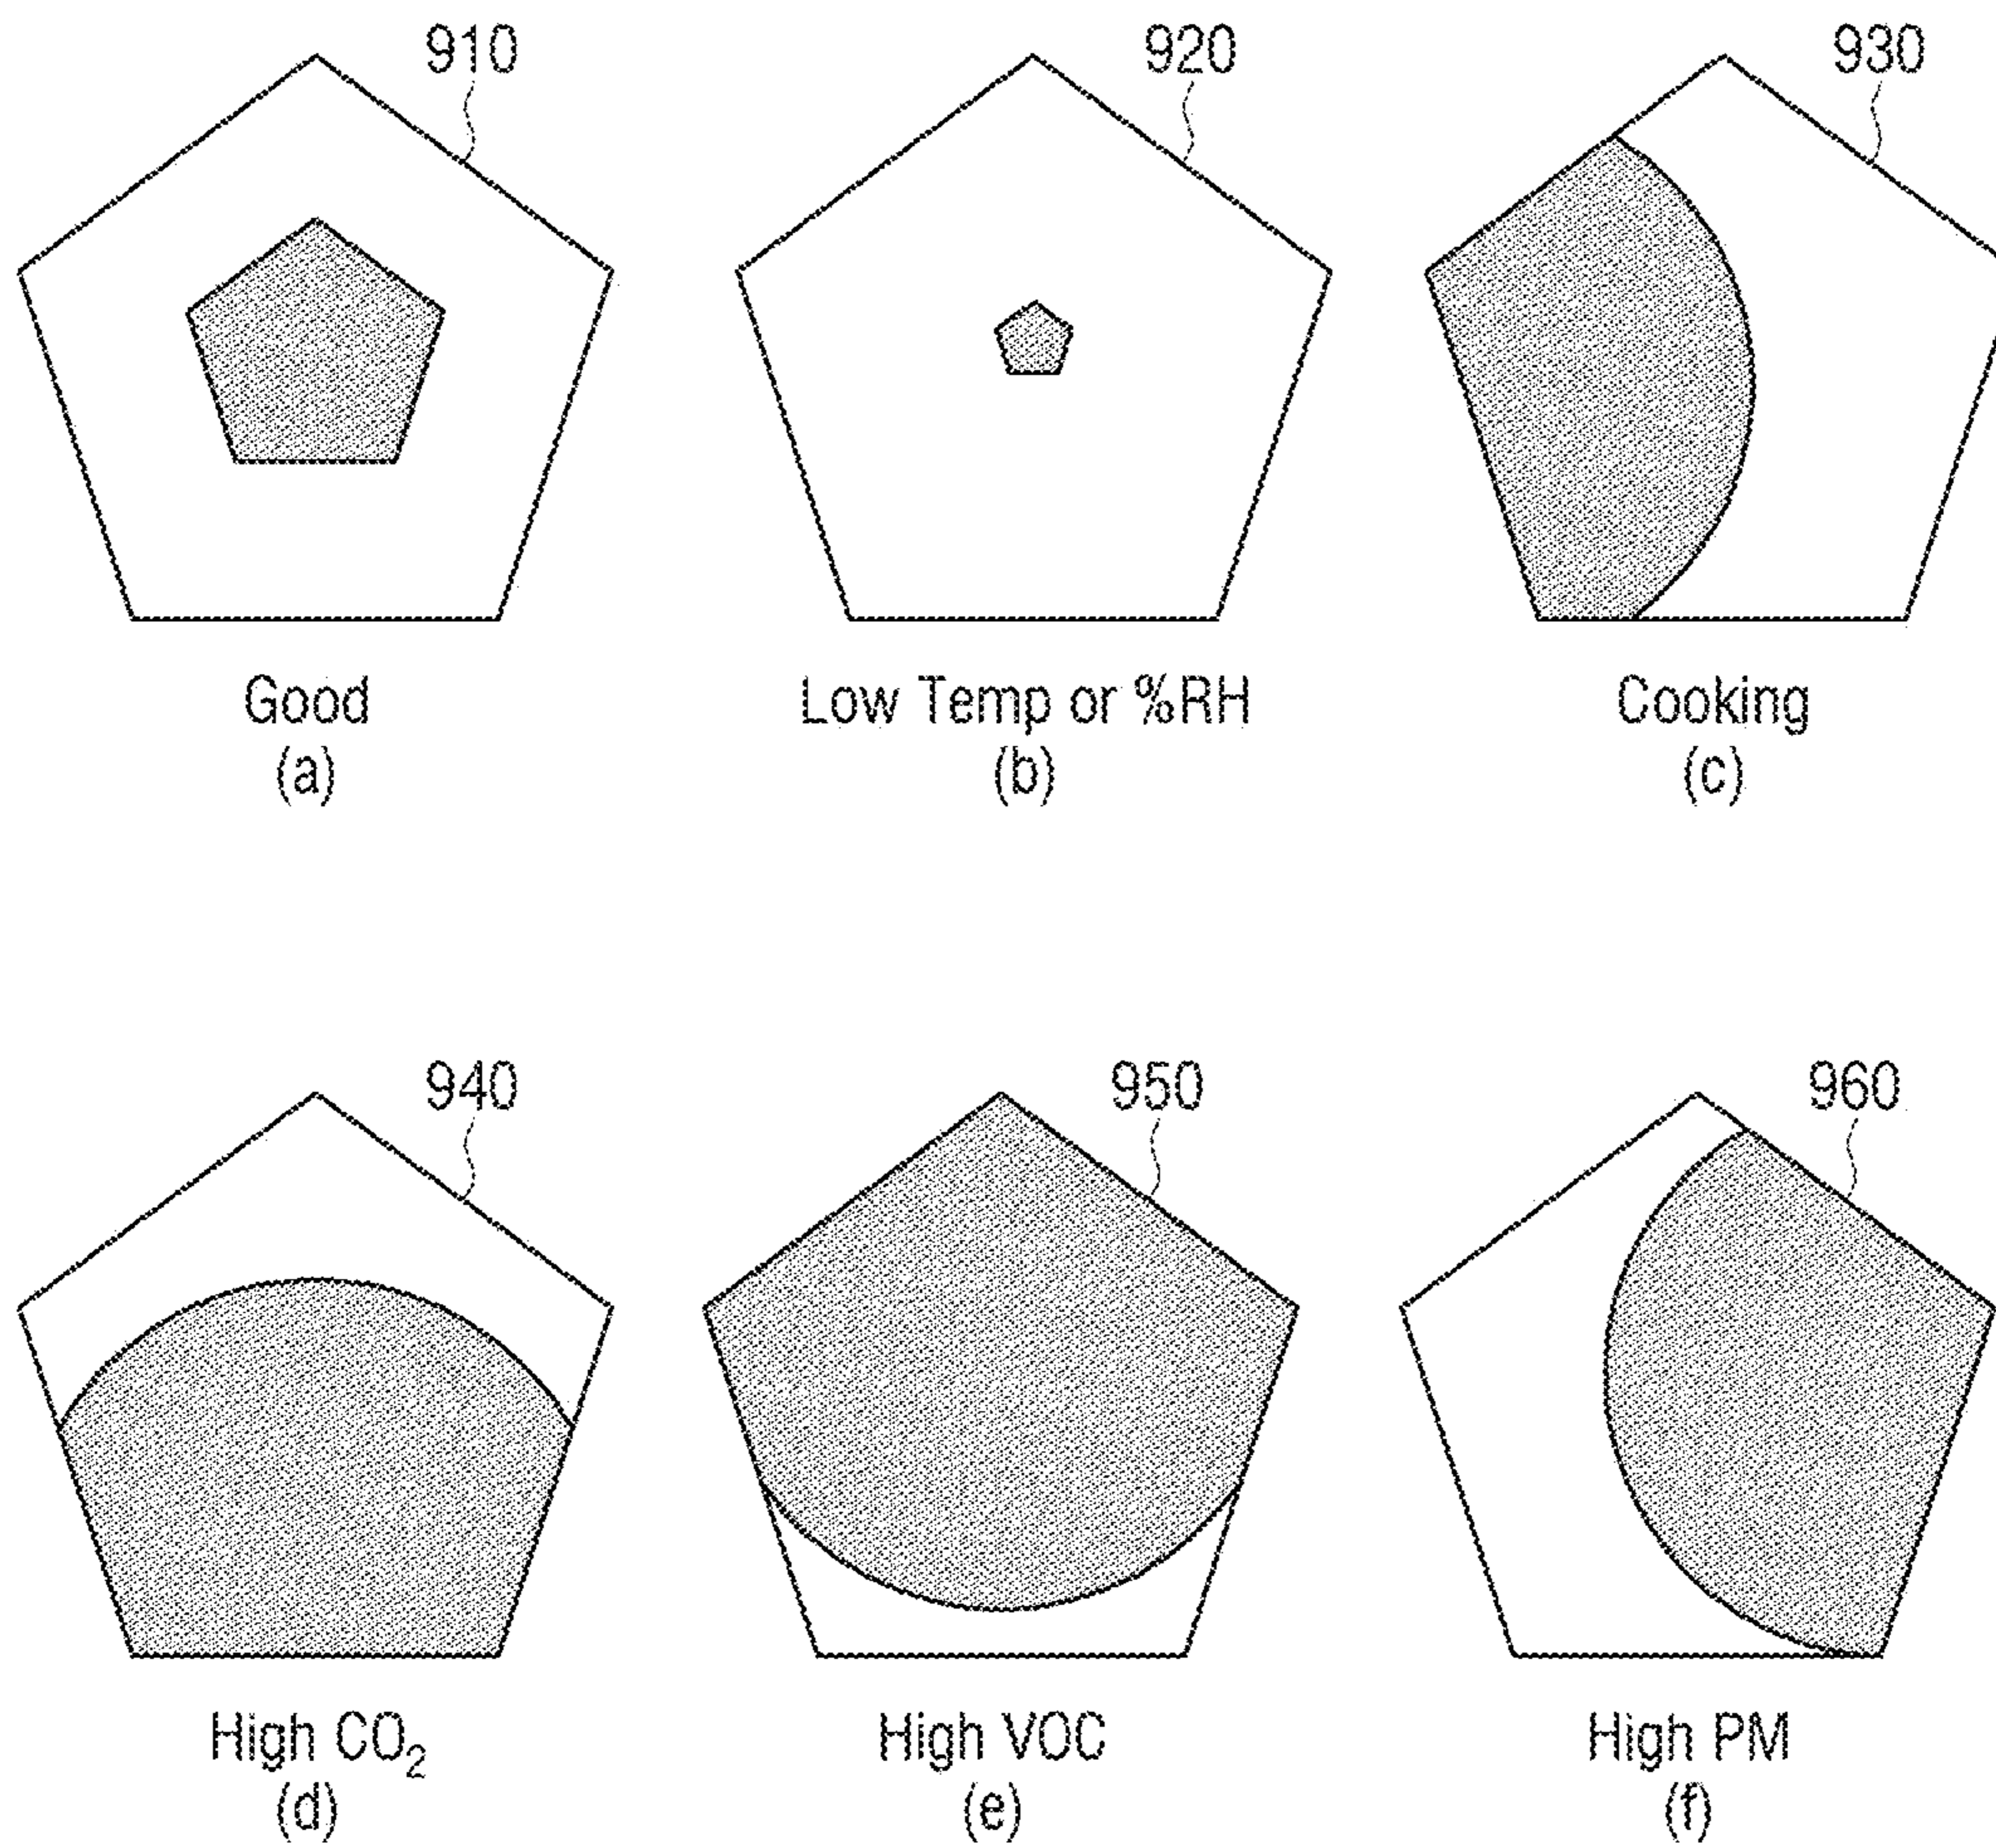 910
920
930
Good
Low Temp or %RH
Cooking
(a)
(b)
(c)
940
950
960
High CO₂
High VOC
High PM
(d)
(e)
(f)